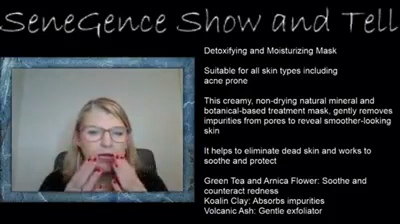 SeneGence Show and Tell
Detoxifying and Moisturizing Mask
Suitable for all skin types including
acne prone
This creamy, non-drying natural mineral and
botanical-based treatment mask, gently removes
impurities from pores to reveal smoother-looking
skin
It helps to eliminate dead skin and works to
soothe and protect
Green Tea and Arnica Flower: Soothe and
counteract redness
Koalin Clay: Absorbs impurities
Volcanic Ash: Gentle exfoliator